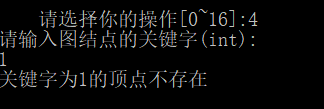 请选择你的操作[0~16]:4
请输入图结点的关键字(int):
1
关键字为1的顶点不存在